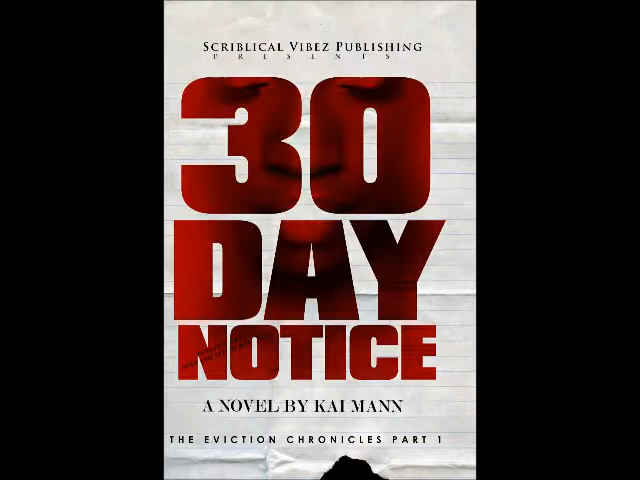 SCRIBLICAL VIBEZ PUBLISHING
PRESENTS
30
DAY
NOTICE
A NOVEL BY KAI MANN
THE EVICTION CHRONICLES PART 1